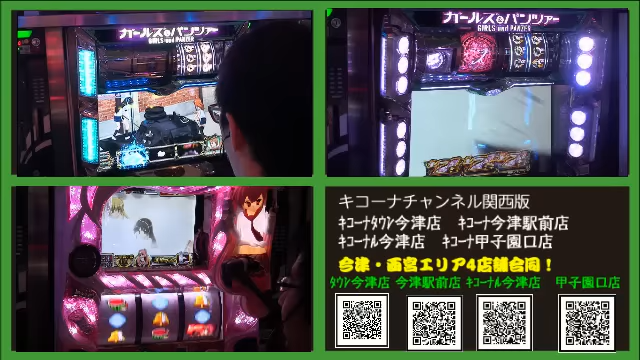 ガールズ&パンツァー
GIRLS und PANZER
ガールズ&パンツァー
GIRLS und PANZER
キコーナチャンネル関西版
ｷｺｰﾅﾀｳﾝ今津店　ｷｺｰﾅ今津駅前店
ｷｺｰﾅﾙ今津店　ｷｺｰﾅ甲子園口店
今津・西宮エリア4店舗合同！
ﾀｳﾝ今津店 今津駅前店 ｷｺｰﾅﾙ今津店　甲子園口店